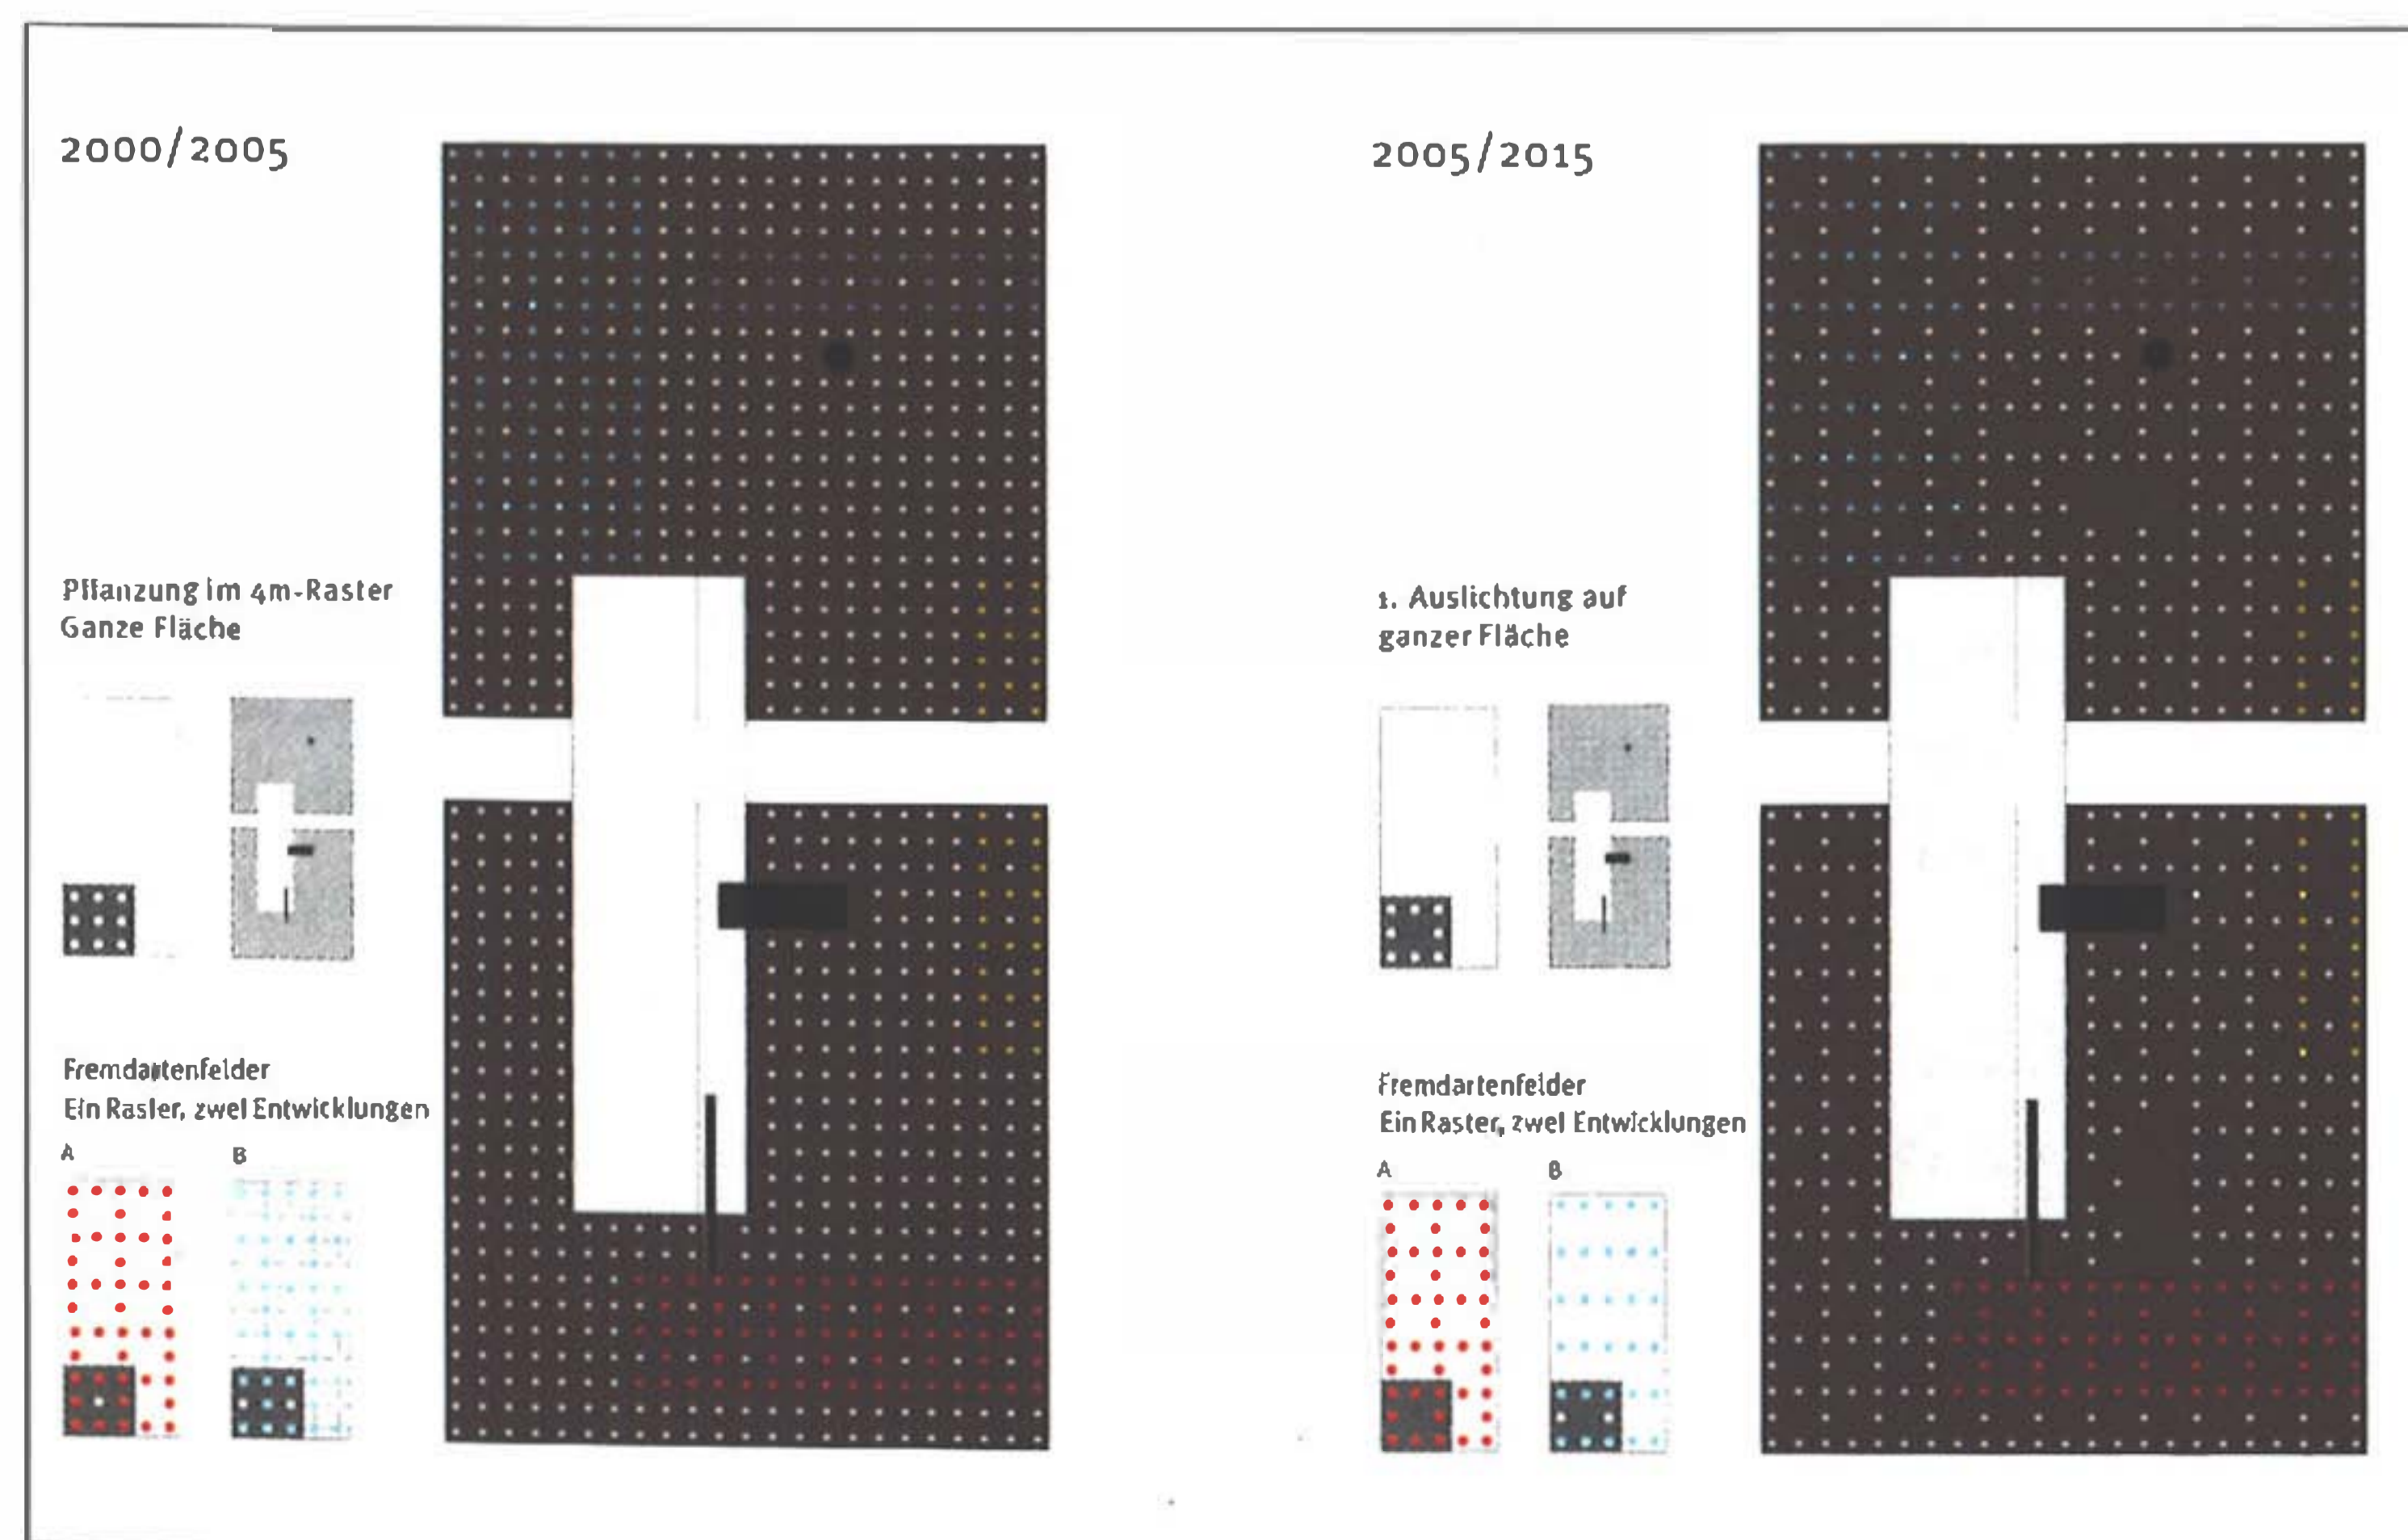 2000/2005
Pflanzung im 4m-Raster
Ganze Fläche
Fremdartenfelder
Ein Raster, zwei Entwicklungen
A
B
2005/2015
1. Auslichtung auf
ganzer Fläche
Fremdartenfelder
Ein Raster, zwei Entwicklungen
A
B